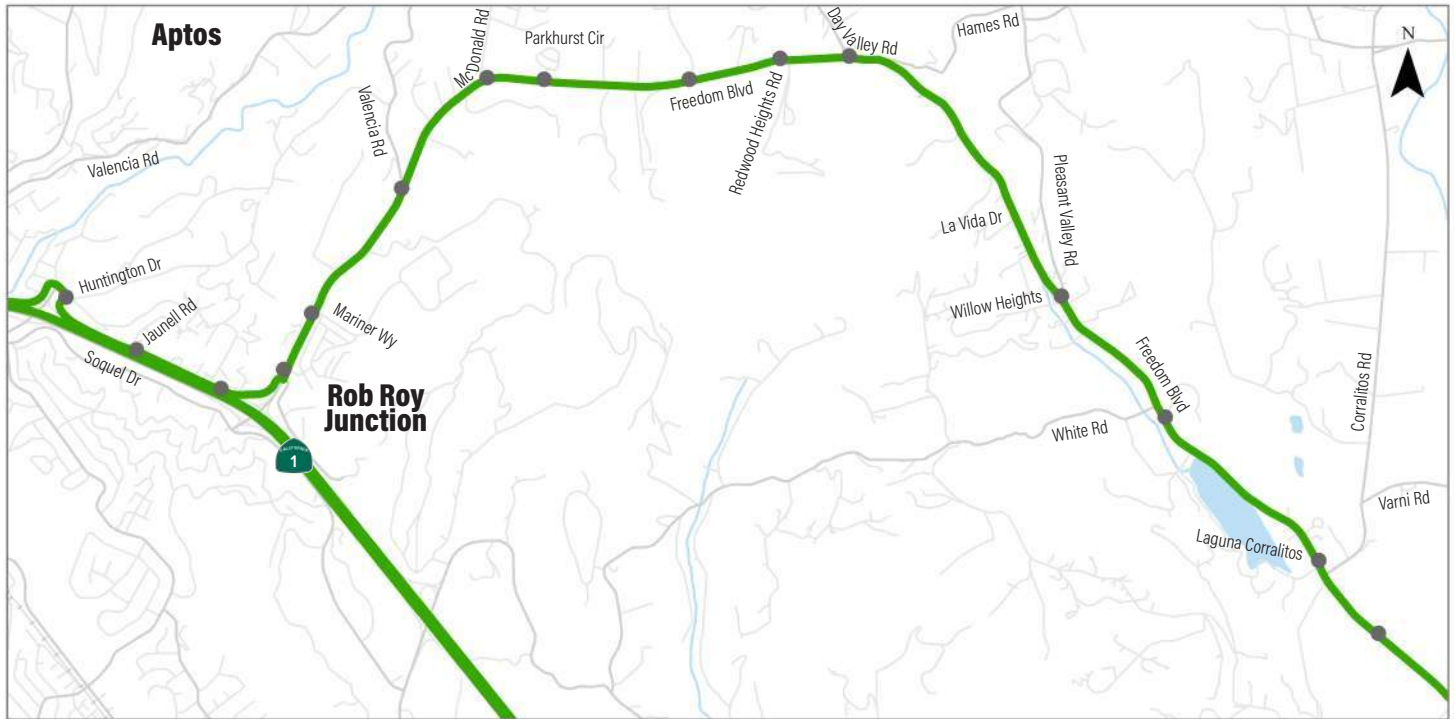 Aptos
McDonald Rd
Parkhurst Cir
Day Valley Rd
Hames Rd
N
Valencia Rd
Freedom Blvd
Redwood Heights Rd
Valencia Rd
Pleasant Valley Rd
La Vida Dr
Huntington Dr
Jaunell Rd
Mariner Wy
Willow Heights
Soquel Dr
Freedom Blvd
Corralitos Rd
Rob Roy
Junction
White Rd
CALIFORNIA
1
Varni Rd
Laguna Corralitos